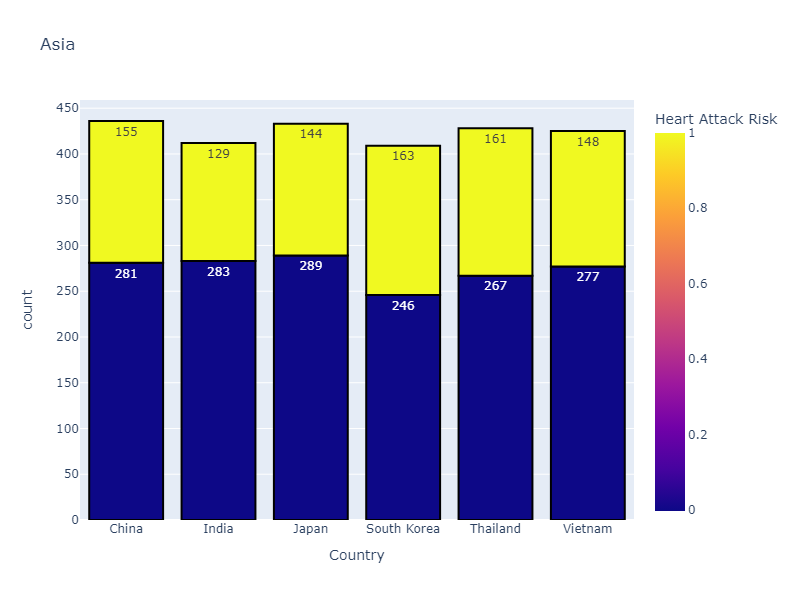 Asia
Heart Attack Risk
450
400
350
300
250
200
150
100
50
0
count
155
129
144
163
161
148
281
283
289
246
267
277
China
India
Japan
South Korea
Thailand
Vietnam
Country
1
0.8
0.6
0.4
0.2
0